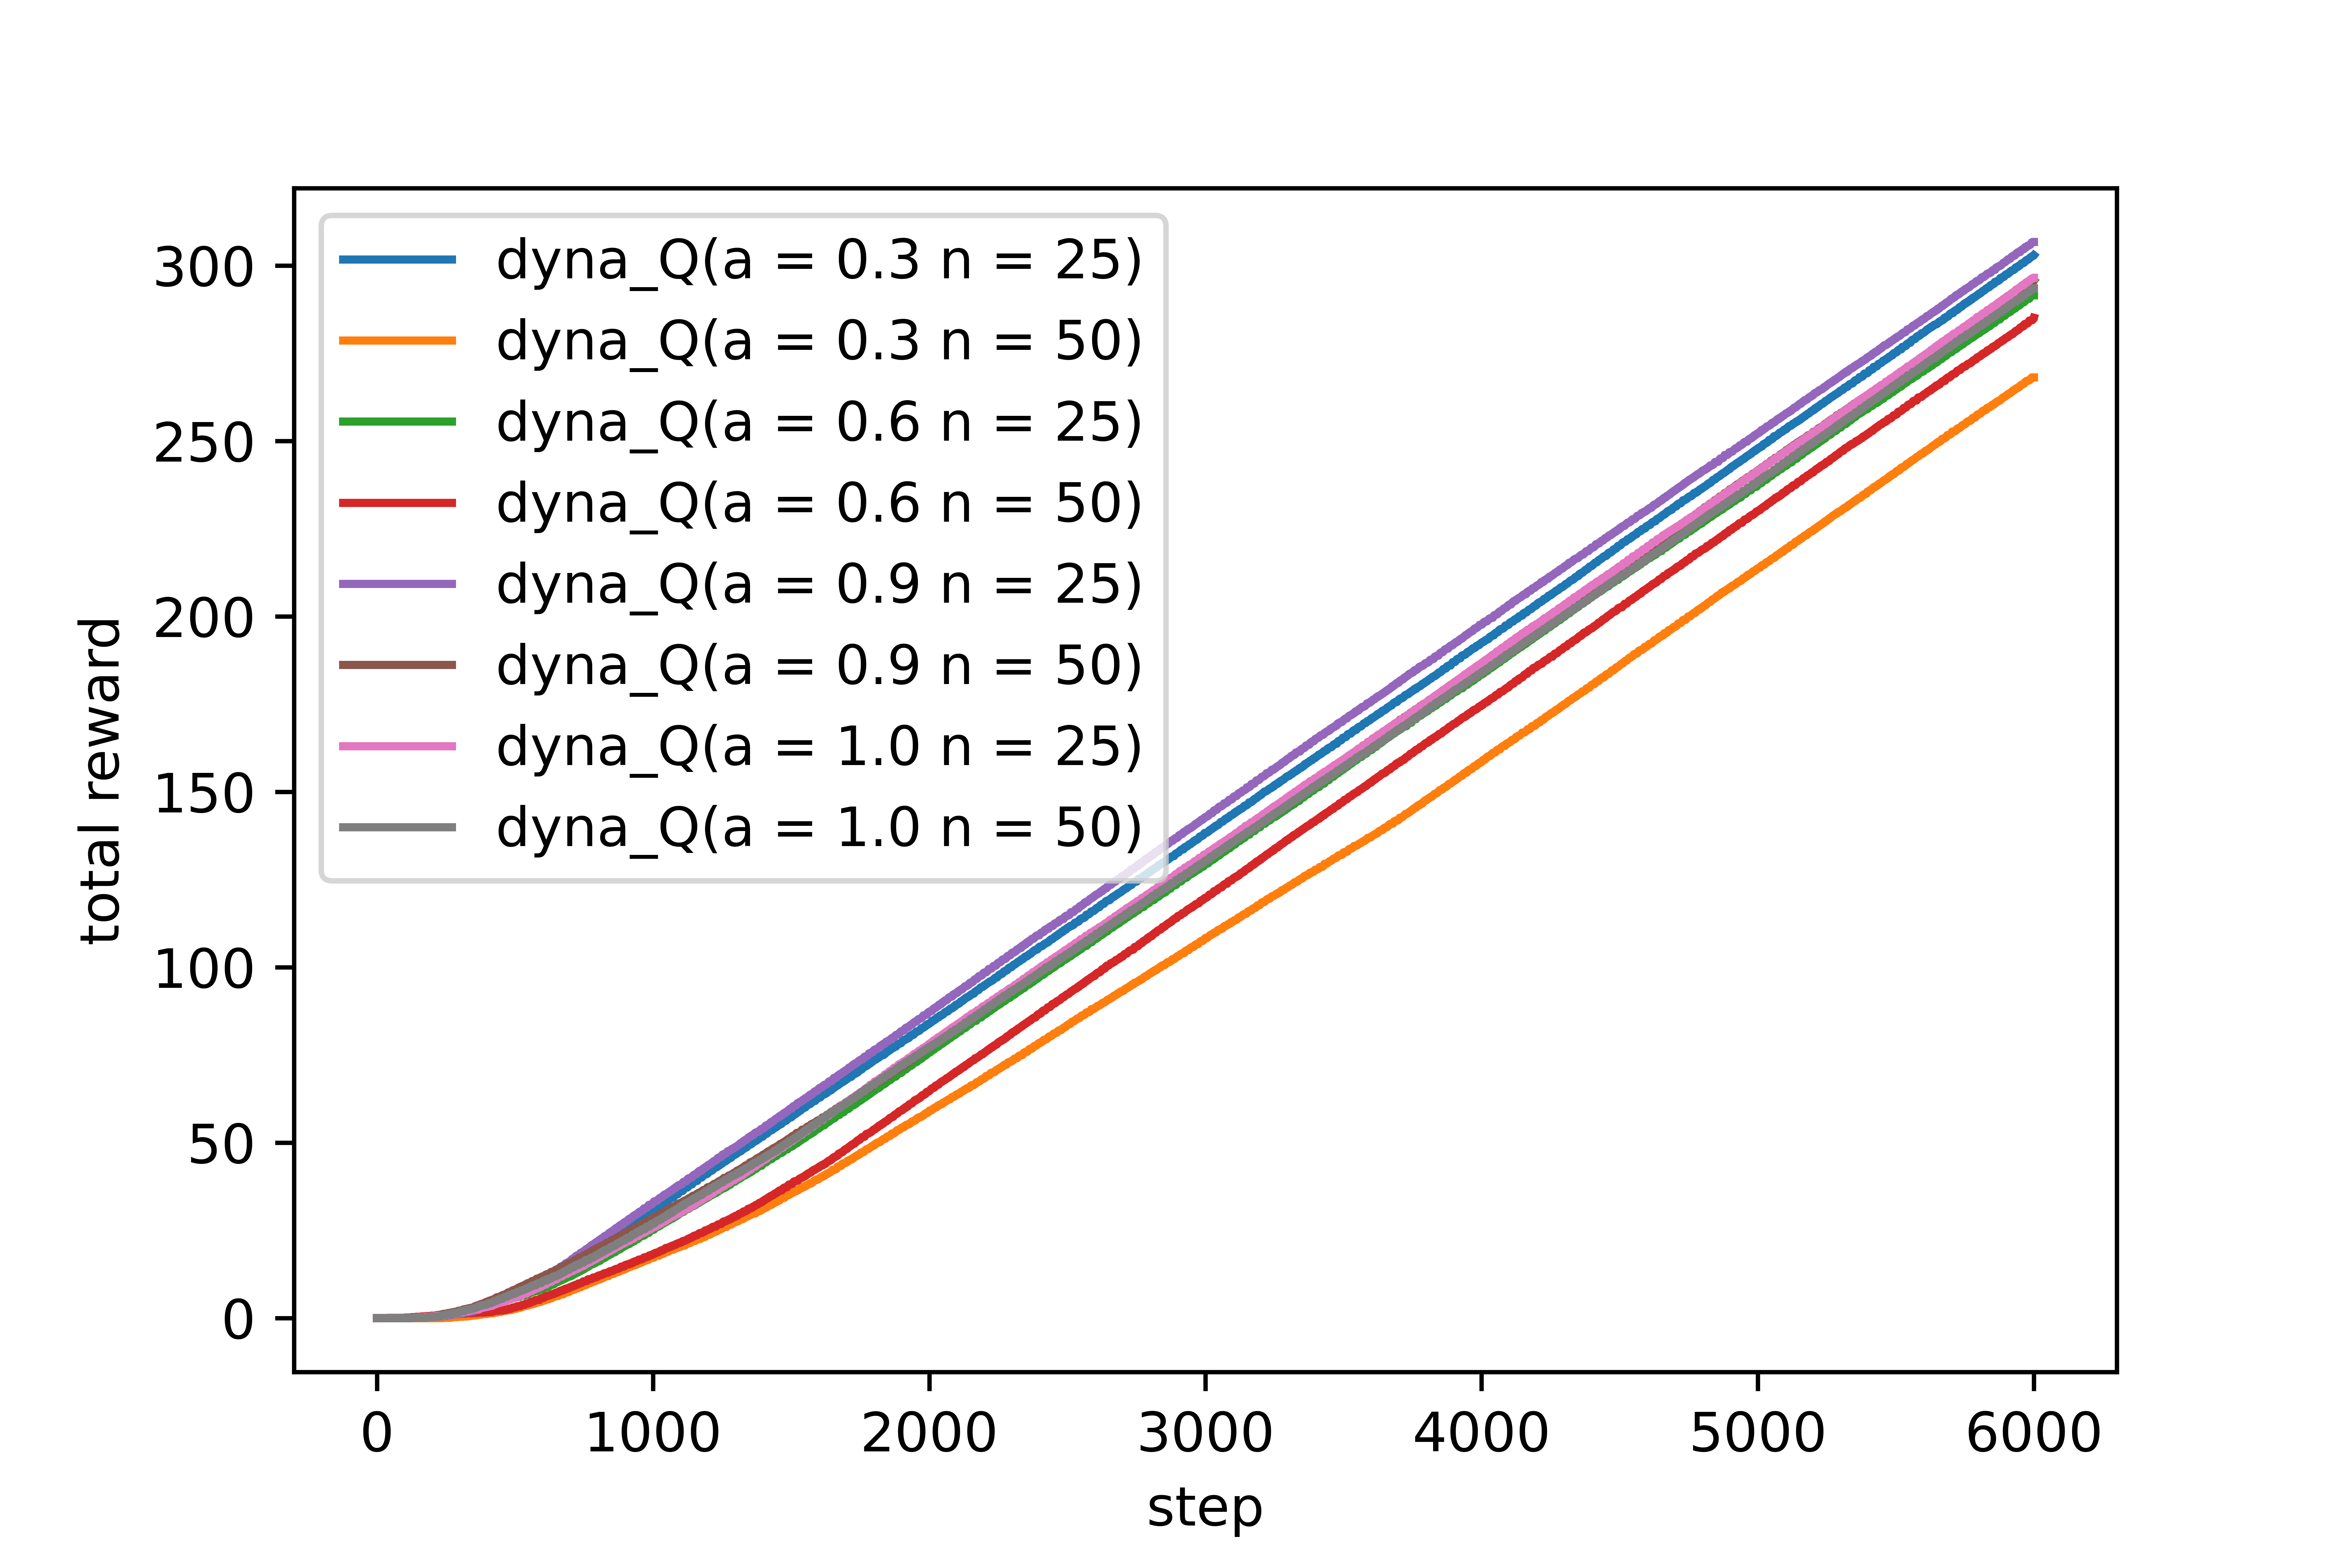 dyna_Q(a = 0.3 n = 25)
dyna_Q(a = 0.3 n = 50)
dyna_Q(a = 0.6 n = 25)
dyna_Q(a = 0.6 n = 50)
dyna_Q(a = 0.9 n = 25)
dyna_Q(a = 0.9 n = 50)
dyna_Q(a = 1.0 n = 25)
dyna_Q(a = 1.0 n = 50)
total reward
300
250
200
150
100
50
0
0 1000 2000 3000 4000 5000 6000
step